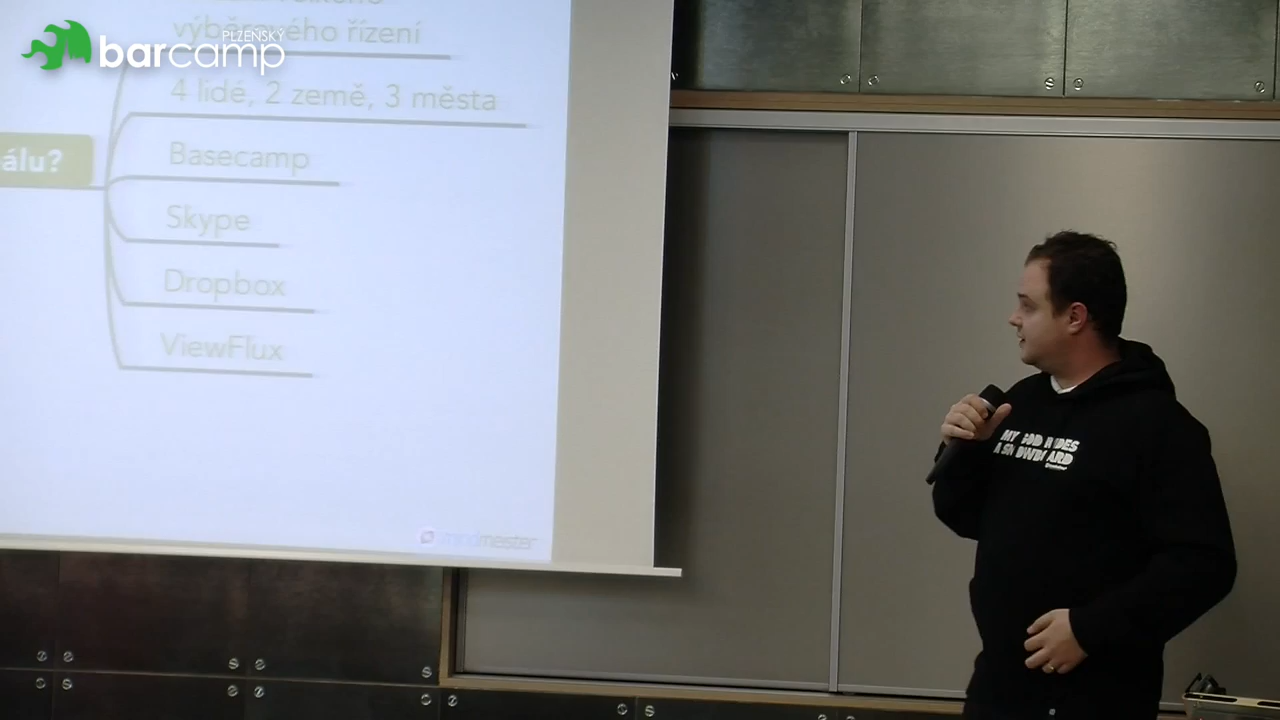 PLZEŇSKÝ
barcamp
výběrového řízení
4 lidé, 2 země, 3 města
álu?
Basecamp
Skype
Dropbox
ViewFlux
mindmaster
MY GOD RIDES
A SNOWBOARD